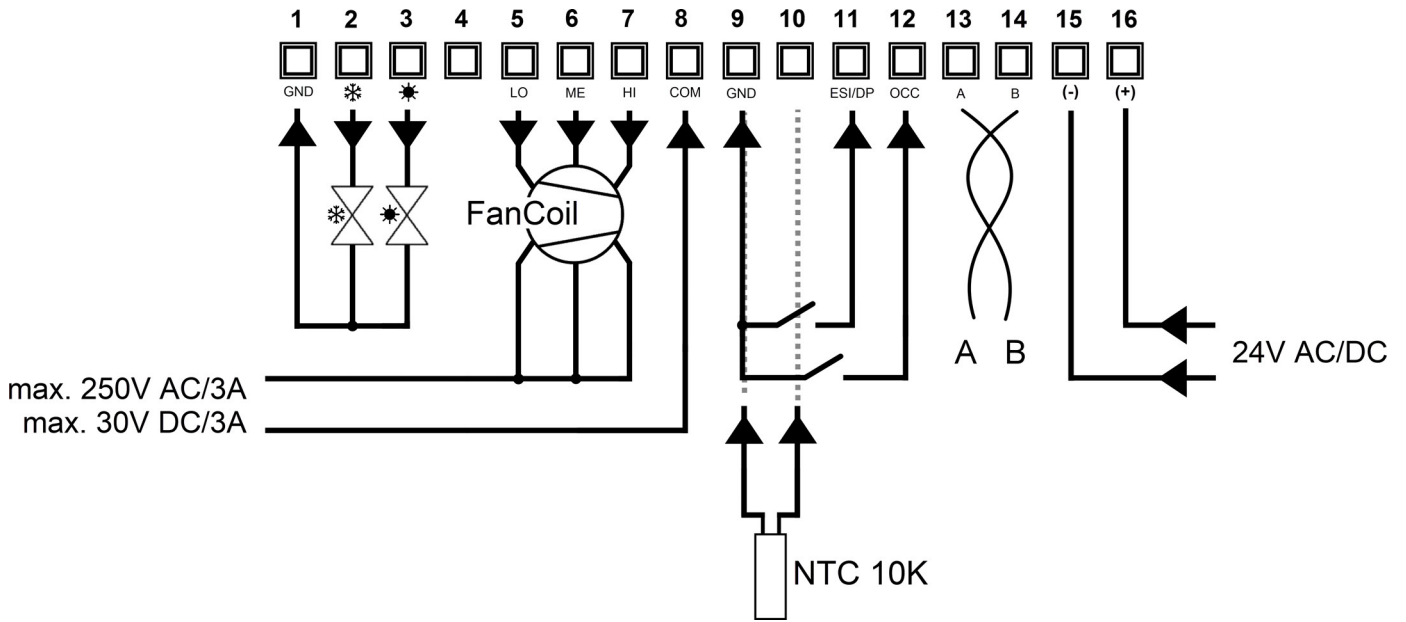 1 2 3 4 5 6 7 8 9 10 11 12 13 14 15 16
GND LO ME HI COM GND ESI/DP OCC A B (-) (+)
FanCoil
A B
24V AC/DC
max. 250V AC/3A
max. 30V DC/3A
NTC 10K